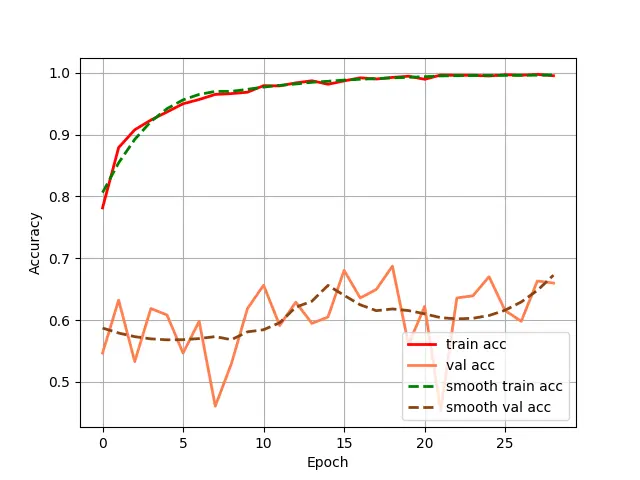 1.0
0.9
0.8
0.7
0.6
0.5
Accuracy
train acc
val acc
smooth train acc
smooth val acc
0 5 10 15 20 25
Epoch